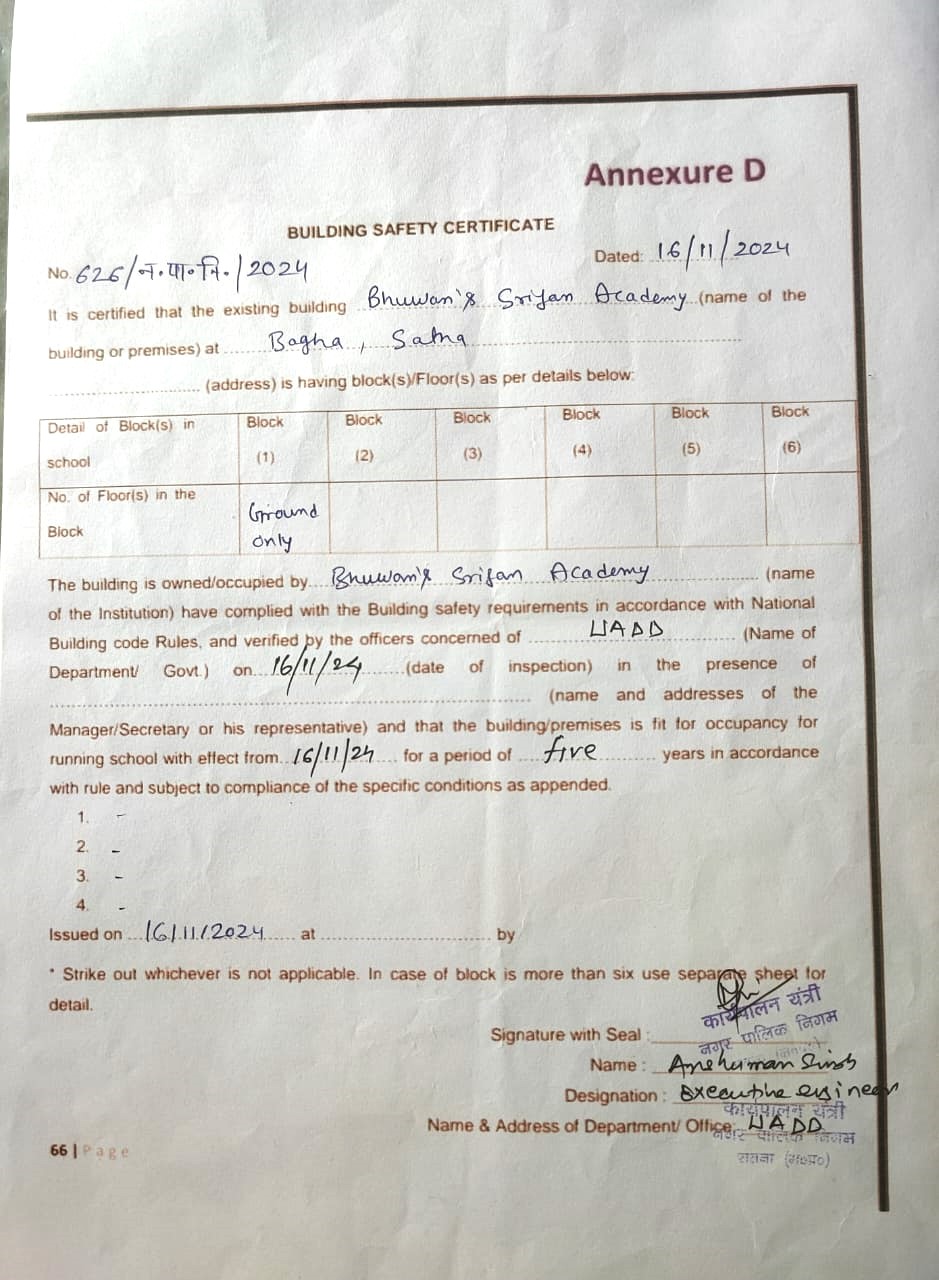 Annexure D
BUILDING SAFETY CERTIFICATE
No. 626/न.पा.नि./2024 Dated: 16/11/2024
It is certified that the existing building Bhuwan's Srijan Academy (name of the
building or premises) at Bagha, Satna
(address) is having block(s)/Floor(s) as per details below:
Detail of Block(s) in school Block (1) Block (2) Block (3) Block (4) Block (5) Block (6)
No. of Floor(s) in the Block Ground only
The building is owned/occupied by Bhuwan's Srijan Academy (name
of the Institution) have complied with the Building safety requirements in accordance with National
Building code Rules, and verified by the officers concerned of UADD (Name of
Department/ Govt.) on 16/11/24 (date of inspection) in the presence of
(name and addresses of the
Manager/Secretary or his representative) and that the building/premises is fit for occupancy for
running school with effect from 16/11/24 for a period of five years in accordance
with rule and subject to compliance of the specific conditions as appended.
1. -
2. -
3. -
4. -
Issued on 16/11/2024 at by
* Strike out whichever is not applicable. In case of block is more than six use separate sheet for
detail.
कार्यपालन यंत्री
Signature with Seal : नगर पालिक निगम
Name : Anshuman Singh
Designation : Executive engineer
कार्यपालन यंत्री
Name & Address of Department/ Office: UADD
नगर पालिक निगम
66 | Page
सतना (म०प्र०)